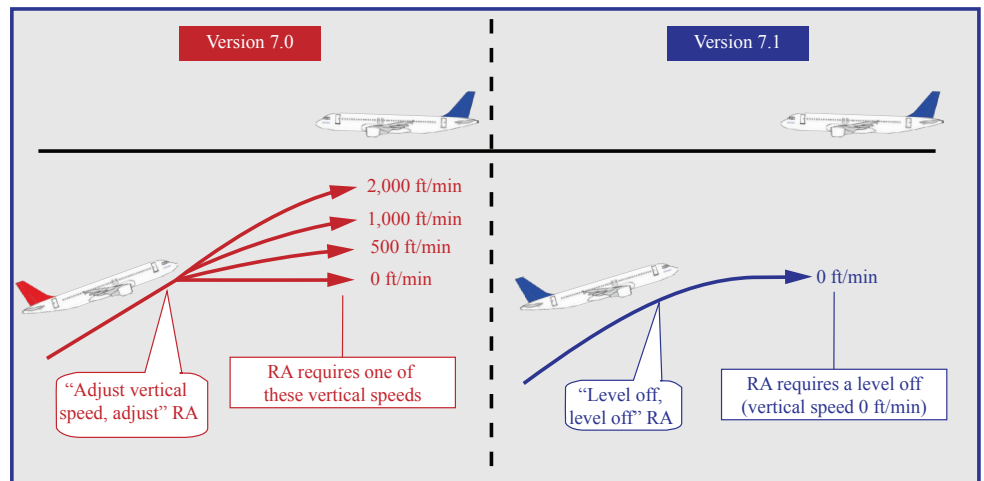 Version 7.0
2,000 ft/min
1,000 ft/min
500 ft/min
0 ft/min
“Adjust vertical
speed, adjust” RA
RA requires one of
these vertical speeds
Version 7.1
0 ft/min
“Level off,
level off” RA
RA requires a level off
(vertical speed 0 ft/min)